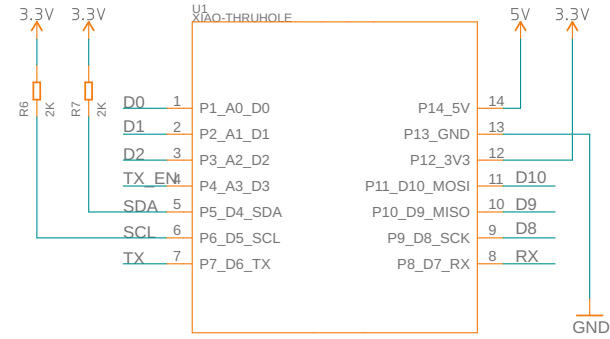 U1
XIAO-THRUHOLE
3.3V 3.3V 5V 3.3V
R6 2K R7 2K
D0 1 P1_A0_D0 P14_5V 14
D1 2 P2_A1_D1 P13_GND 13
D2 3 P3_A2_D2 P12_3V3 12
TX_EN 4 P4_A3_D3 P11_D10_MOSI 11 D10
SDA 5 P5_D4_SDA P10_D9_MISO 10 D9
SCL 6 P6_D5_SCL P9_D8_SCK 9 D8
TX 7 P7_D6_TX P8_D7_RX 8 RX
GND